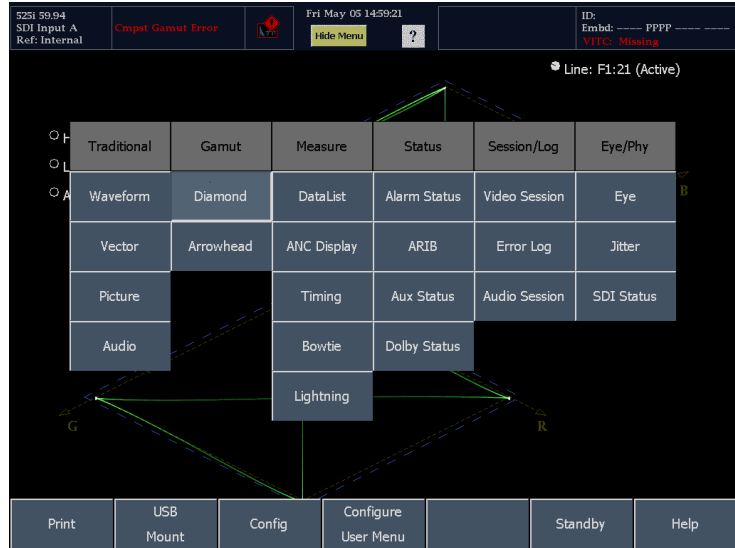 525i 59.94
SDI Input A
Ref: Internal
Cmpst Gamut Error
Fri May 05 14:59:21
Hide Menu
?
ID:
Embd: ---- PPPP ---- ----
VITC: Missing
Line: F1:21 (Active)
H
L
A
Traditional Gamut Measure Status Session/Log Eye/Phy
Waveform Diamond DataList Alarm Status Video Session Eye
B
Vector Arrowhead ANC Display ARIB Error Log Jitter
Picture Timing Aux Status Audio Session SDI Status
Audio Bowtie Dolby Status
Lightning
G R
Print USB Mount Config Configure User Menu Standby Help